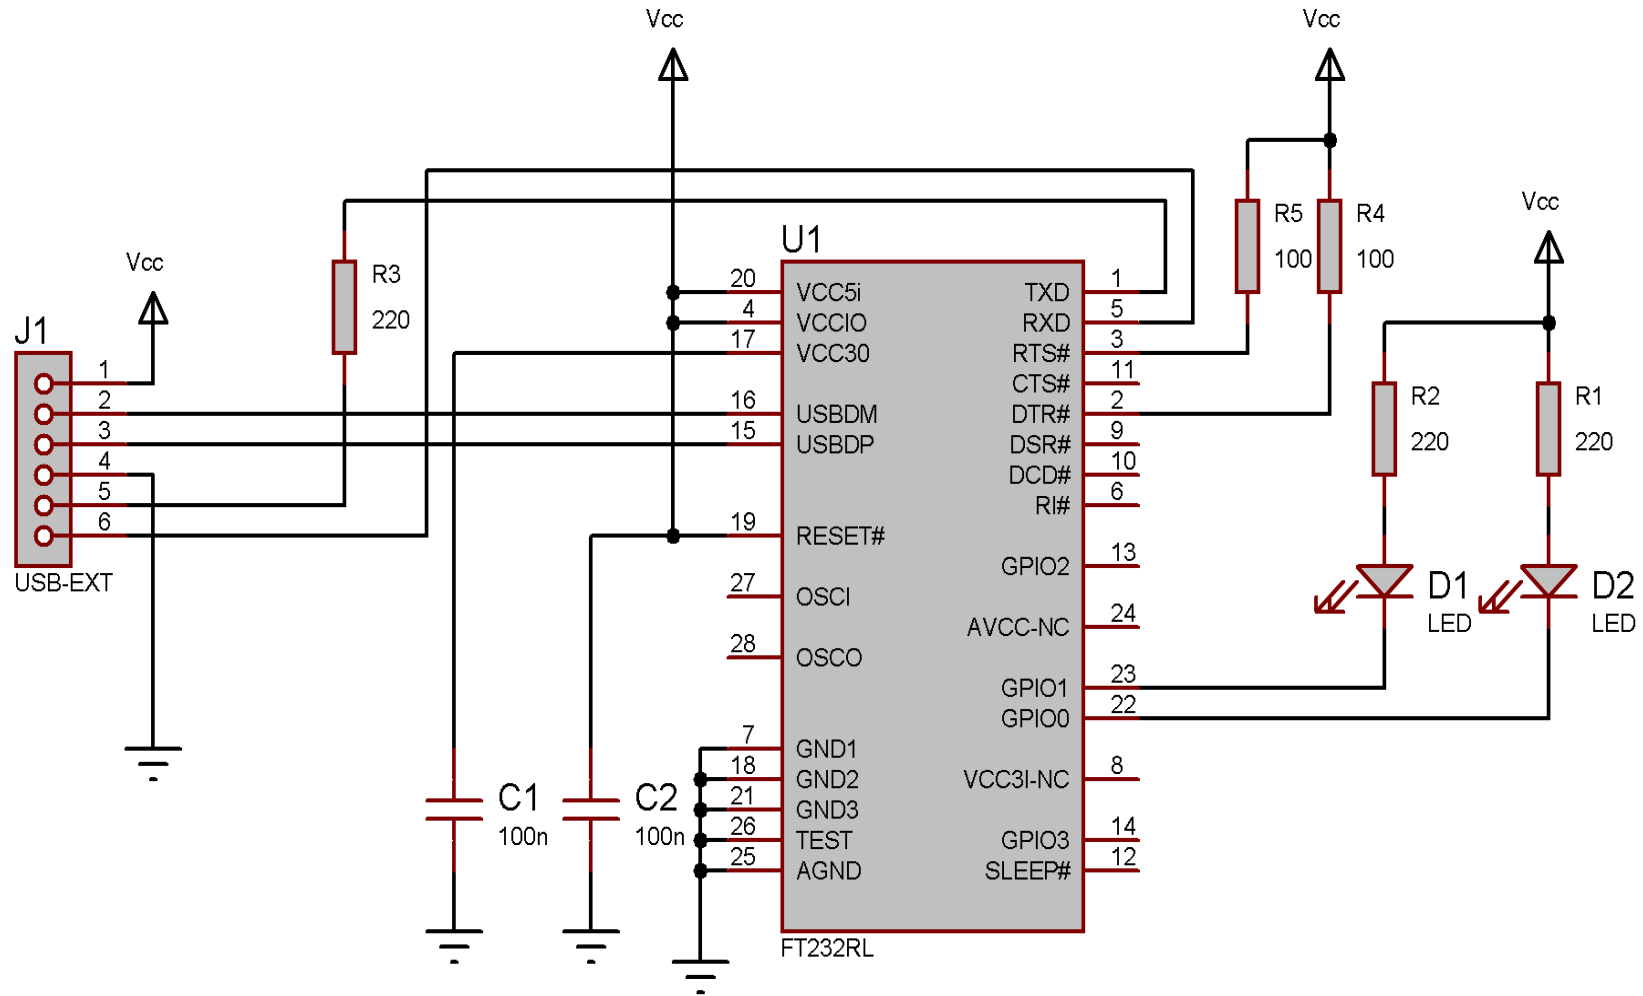 Vcc
Vcc
Vcc
Vcc
J1
1
2
3
4
5
6
USB-EXT
R3
220
C1
100n
C2
100n
U1
20 VCC5i
4 VCCIO
17 VCC30
16 USBDM
15 USBDP
19 RESET#
27 OSCI
28 OSCO
7 GND1
18 GND2
21 GND3
26 TEST
25 AGND
TXD 1
RXD 5
RTS# 3
CTS# 11
DTR# 2
DSR# 9
DCD# 10
RI# 6
GPIO2 13
AVCC-NC 24
GPIO1 23
GPIO0 22
VCC3I-NC 8
GPIO3 14
SLEEP# 12
FT232RL
R5
100
R4
100
R2
220
R1
220
D1
LED
D2
LED